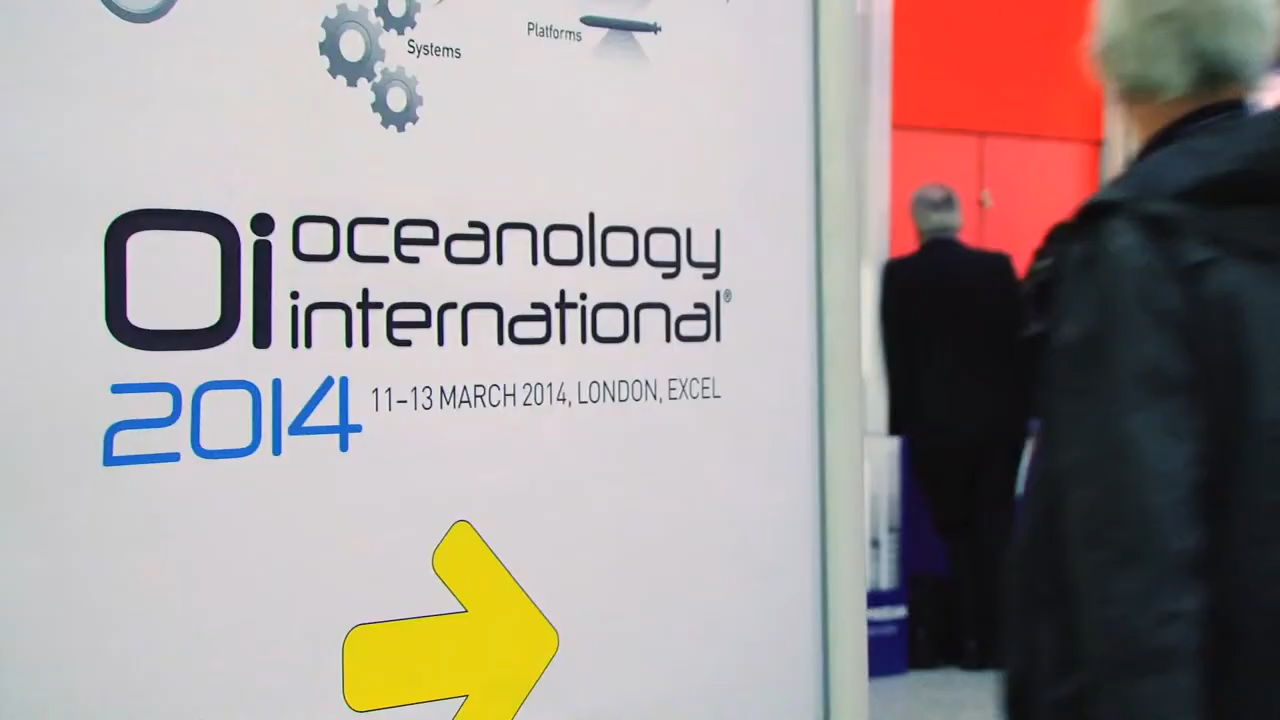 Platforms
Systems
Oi oceanology
international®
2014 11–13 MARCH 2014, LONDON, EXCEL